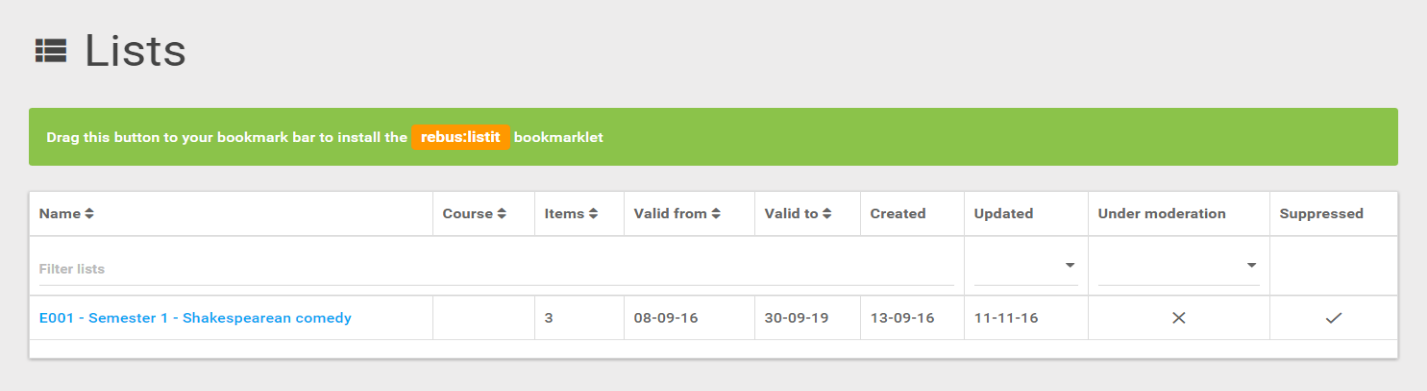 Lists
Drag this button to your bookmark bar to install the rebus:listit bookmarklet
Name Course Items Valid from Valid to Created Updated Under moderation Suppressed
Filter lists
E001 - Semester 1 - Shakespearean comedy 3 08-09-16 30-09-19 13-09-16 11-11-16